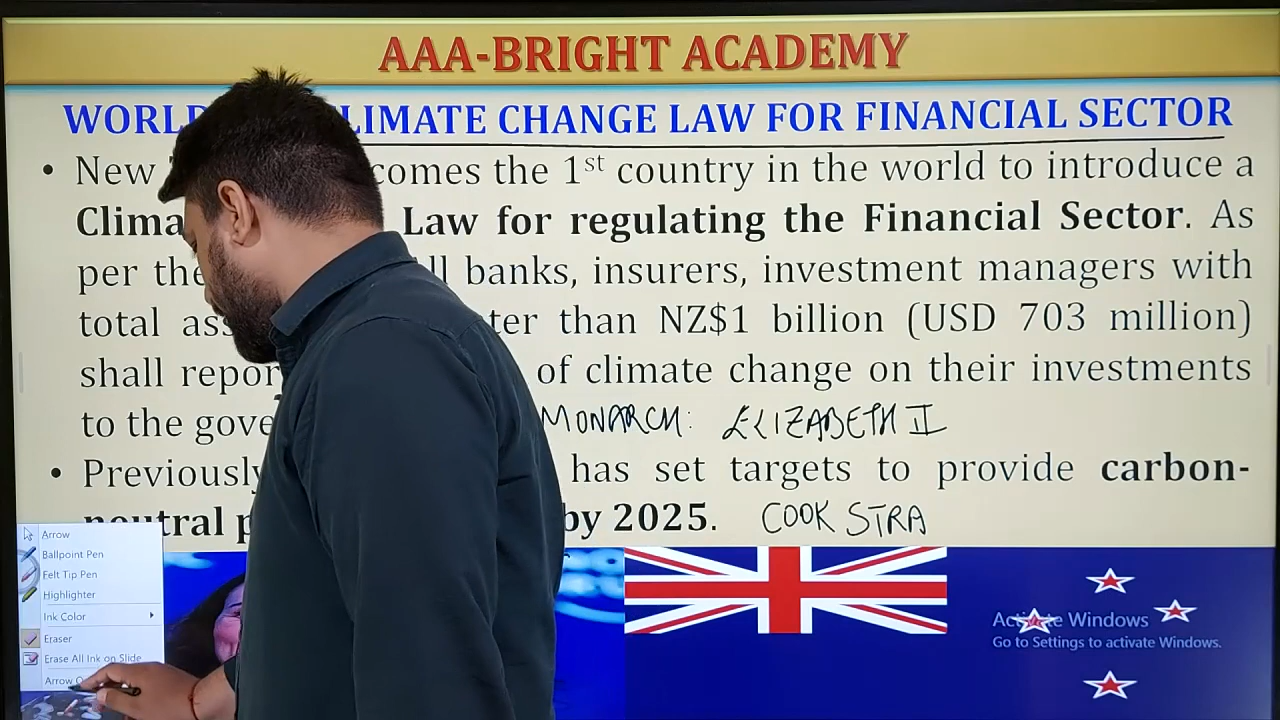 AAA-BRIGHT ACADEMY
WORL LIMATE CHANGE LAW FOR FINANCIAL SECTOR
• New comes the 1st country in the world to introduce a
Clima Law for regulating the Financial Sector. As
per the ll banks, insurers, investment managers with
total ass ter than NZ$1 billion (USD 703 million)
shall repor of climate change on their investments
to the gove MONARCH: ELIZABETH II
• Previously has set targets to provide carbon-
neutral p by 2025. COOK STRA
Arrow
Ballpoint Pen
Felt Tip Pen
Highlighter
Ink Color
Eraser
Erase All Ink on Slide
Arrow O
Activate Windows
Go to Settings to activate Windows.